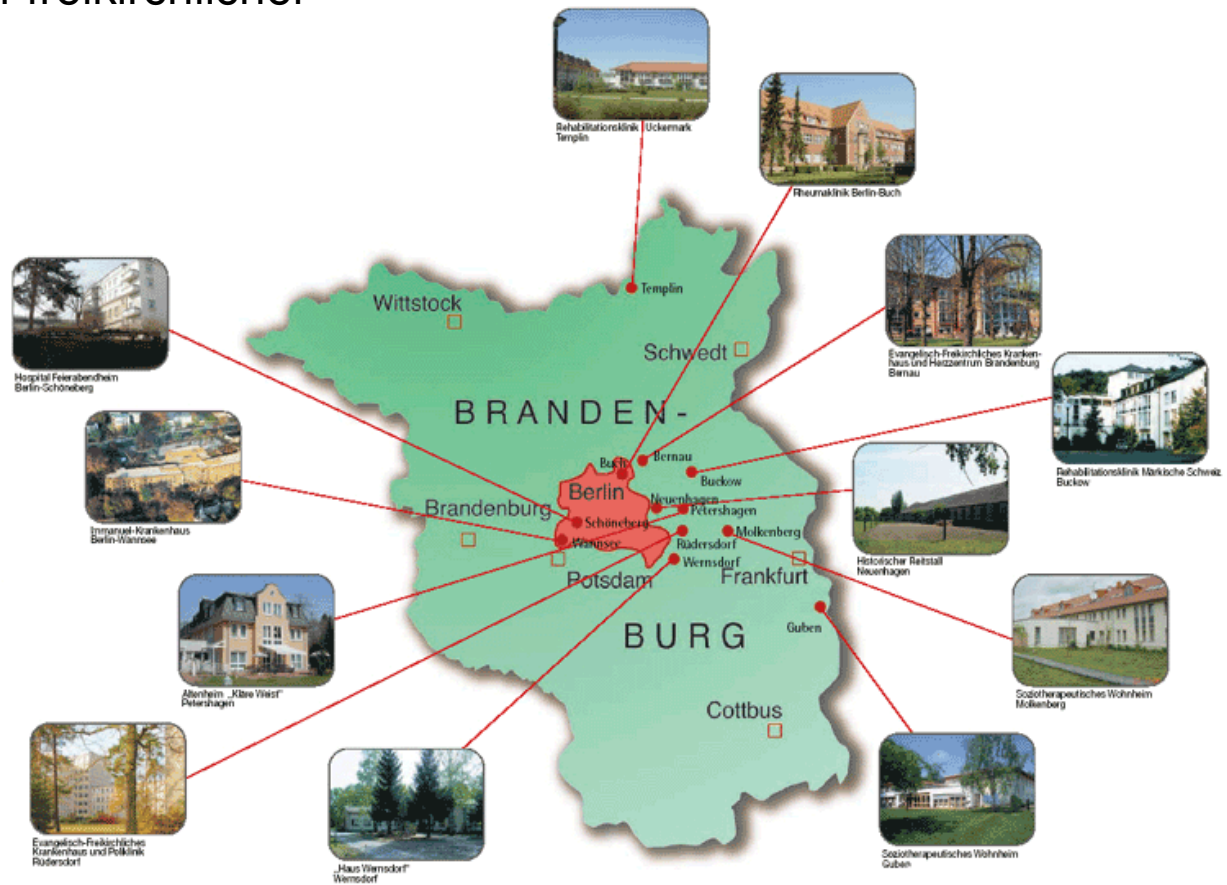 Rehabilitationsklinik Uckermark
Templin
Rheumaklinik Berlin-Buch
Hospital Feierabendheim
Berlin-Schöneberg
Evangelisch-Freikirchliches Kranken-
haus und Herzzentrum Brandenburg
Bernau
Immanuel-Krankenhaus
Berlin-Wannsee
Rehabilitationsklinik Märkische Schweiz
Buckow
Historischer Reitstall
Neuenhagen
Altenheim „Kläre Weist"
Petershagen
Soziotherapeutisches Wohnheim
Molkenberg
Evangelisch-Freikirchliches
Krankenhaus und Poliklinik
Rüdersdorf
„Haus Wernsdorf"
Wernsdorf
Soziotherapeutisches Wohnheim
Guben
Templin
Wittstock
Schwedt
BRANDEN-
Buch
Bernau
Buckow
Berlin
Neuenhagen
Brandenburg
Petershagen
Schöneberg
Molkenberg
Wannsee
Rüdersdorf
Wernsdorf
Potsdam
Frankfurt
Guben
BURG
Cottbus